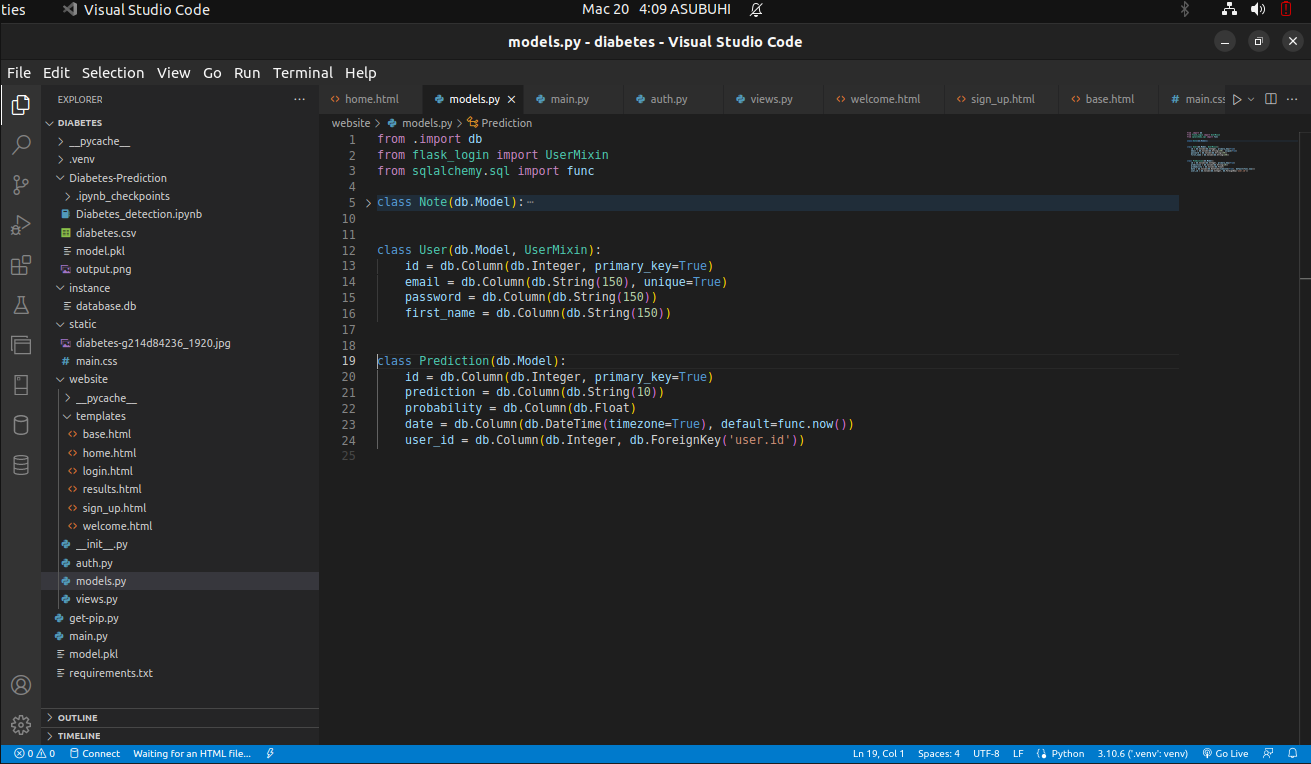 ties Visual Studio Code Mac 20 4:09 ASUBUHI
models.py - diabetes - Visual Studio Code
File Edit Selection View Go Run Terminal Help
EXPLORER ···
home.html models.py main.py auth.py views.py welcome.html sign_up.html base.html main.css
website > models.py > Prediction
DIABETES
__pycache__
.venv
Diabetes-Prediction
.ipynb_checkpoints
Diabetes_detection.ipynb
diabetes.csv
model.pkl
output.png
instance
database.db
static
diabetes-g214d84236_1920.jpg
main.css
website
__pycache__
templates
base.html
home.html
login.html
results.html
sign_up.html
welcome.html
__init__.py
auth.py
models.py
views.py
get-pip.py
main.py
model.pkl
requirements.txt
OUTLINE
TIMELINE
1 from .import db
2 from flask_login import UserMixin
3 from sqlalchemy.sql import func
4
5 class Note(db.Model):···
10
11
12 class User(db.Model, UserMixin):
13 id = db.Column(db.Integer, primary_key=True)
14 email = db.Column(db.String(150), unique=True)
15 password = db.Column(db.String(150))
16 first_name = db.Column(db.String(150))
17
18
19 class Prediction(db.Model):
20 id = db.Column(db.Integer, primary_key=True)
21 prediction = db.Column(db.String(10))
22 probability = db.Column(db.Float)
23 date = db.Column(db.DateTime(timezone=True), default=func.now())
24 user_id = db.Column(db.Integer, db.ForeignKey('user.id'))
25
0 0 Connect Waiting for an HTML file... Ln 19, Col 1 Spaces: 4 UTF-8 LF Python 3.10.6 ('.venv': venv) Go Live